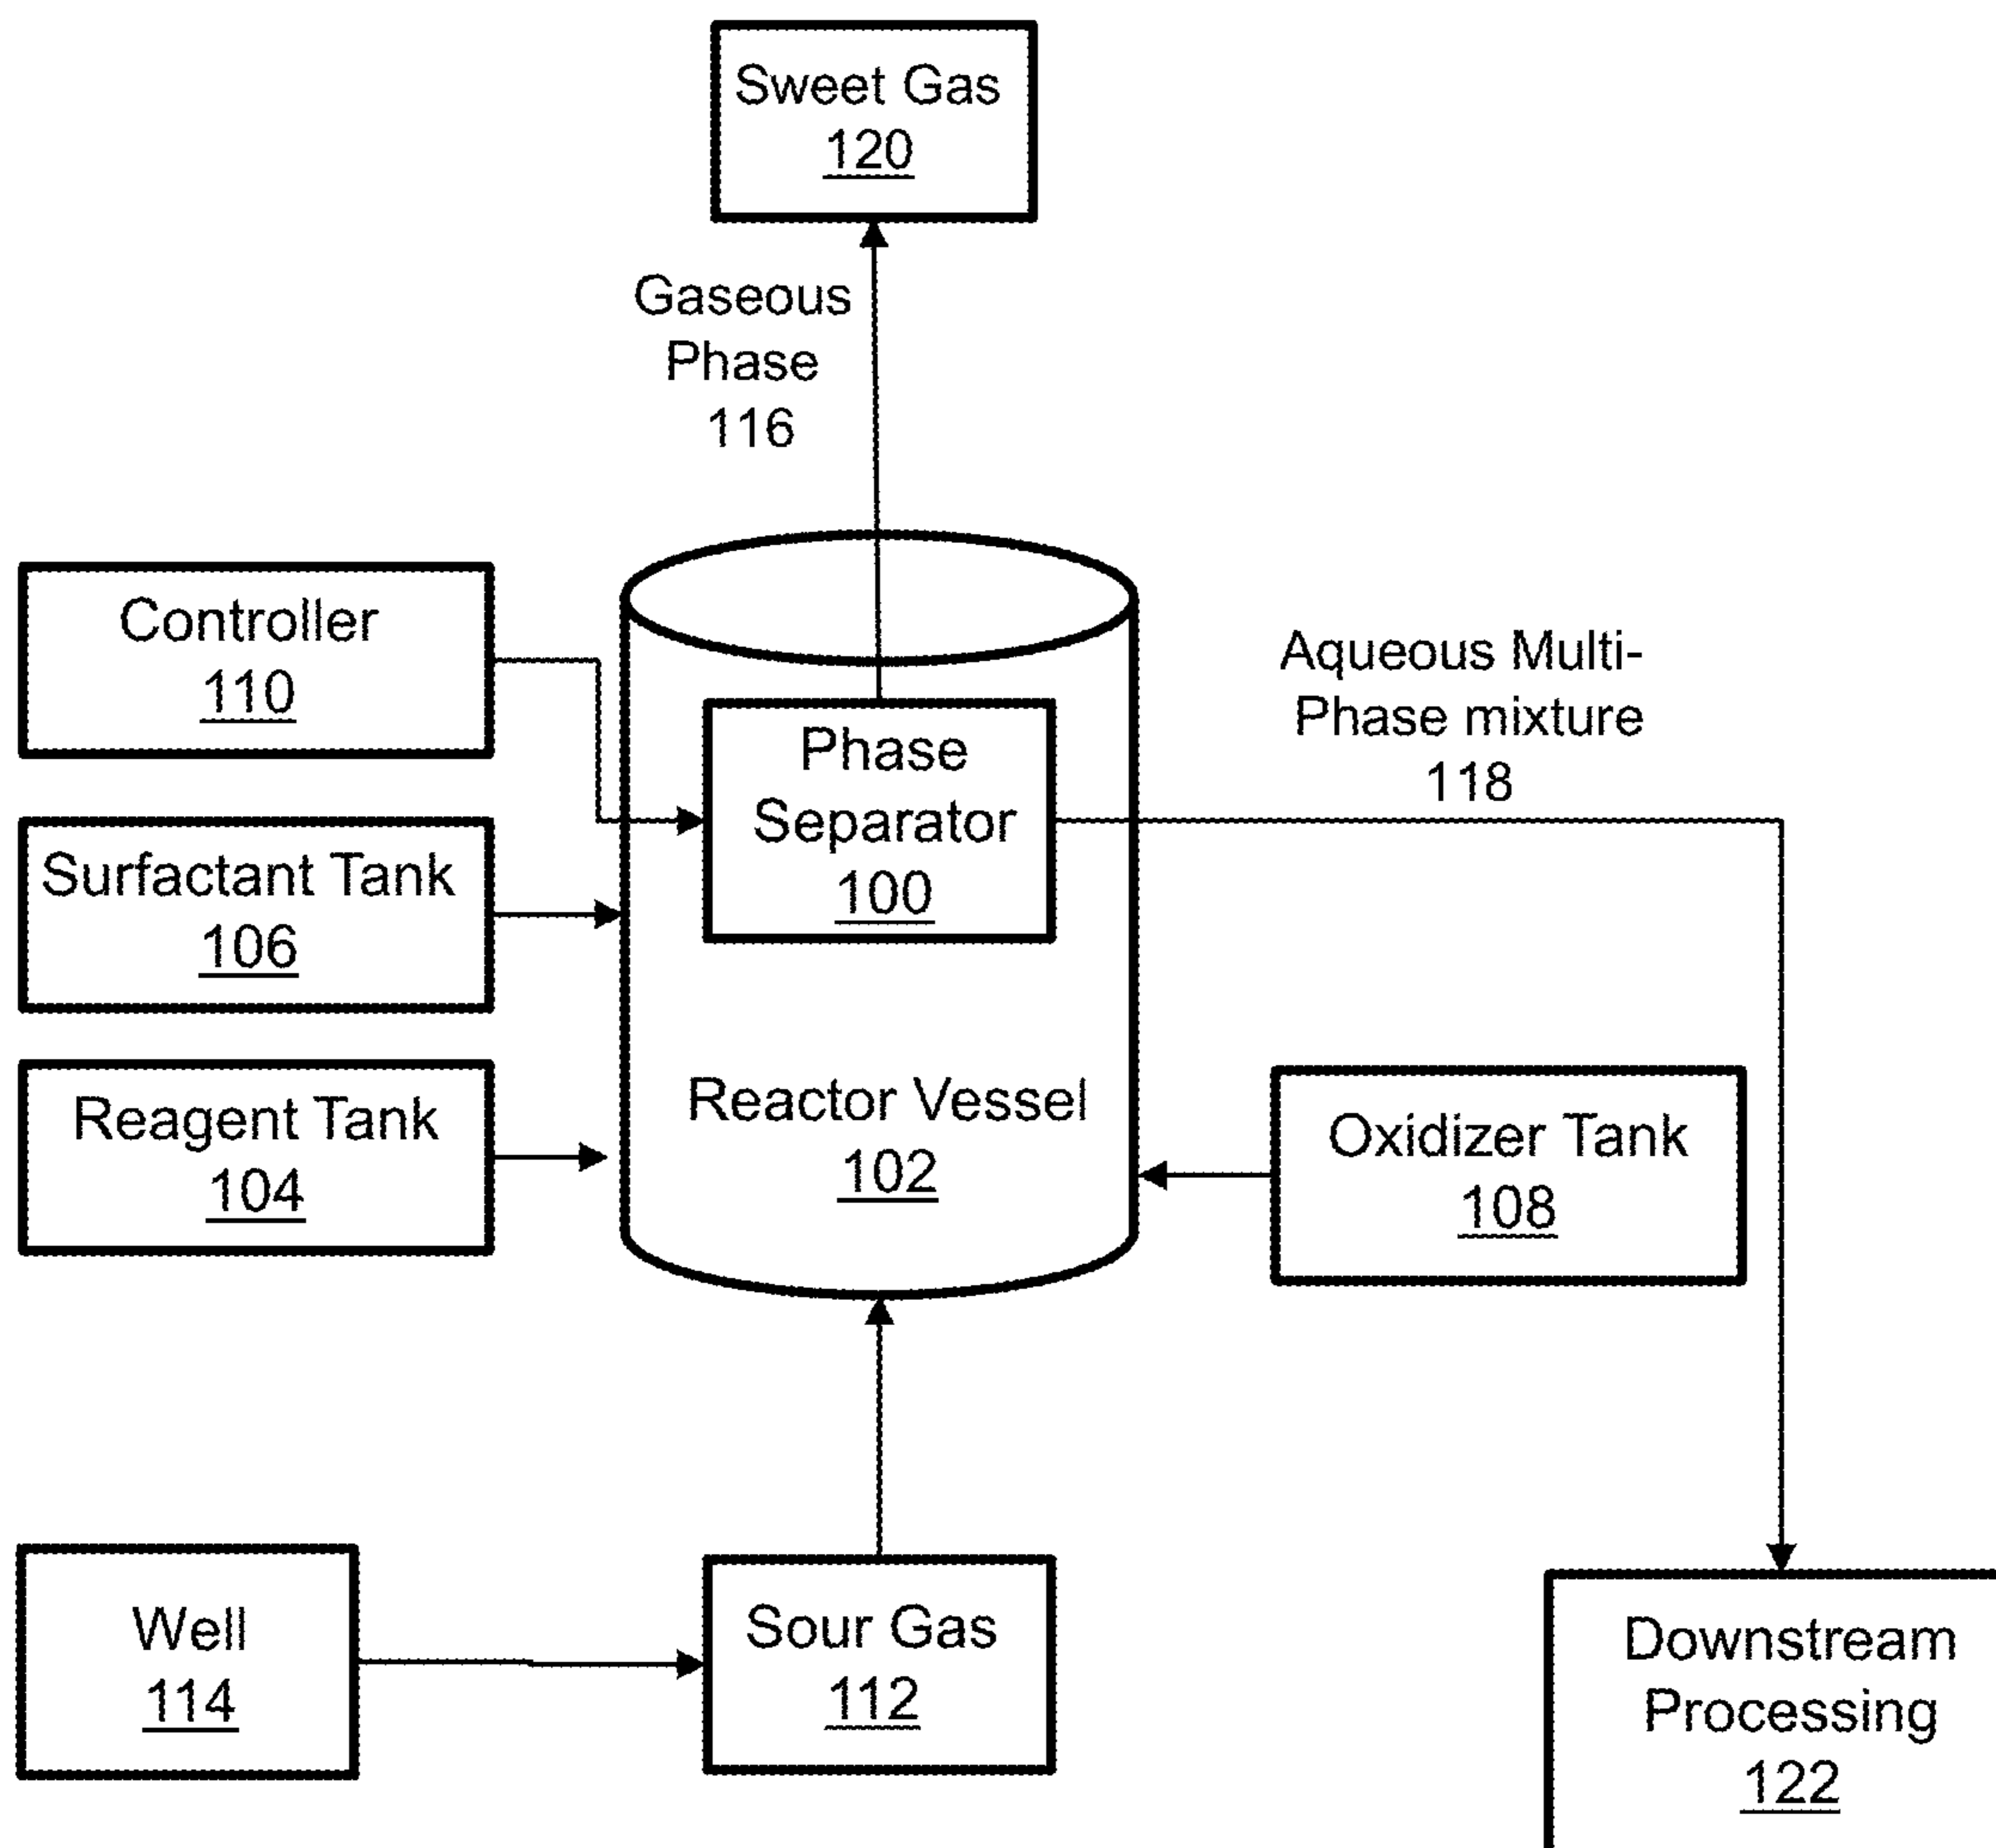 Sweet Gas
120
Gaseous
Phase
116
Controller
110
Phase
Separator
100
Aqueous Multi-
Phase mixture
118
Surfactant Tank
106
Reagent Tank
104
Reactor Vessel
102
Oxidizer Tank
108
Well
114
Sour Gas
112
Downstream
Processing
122